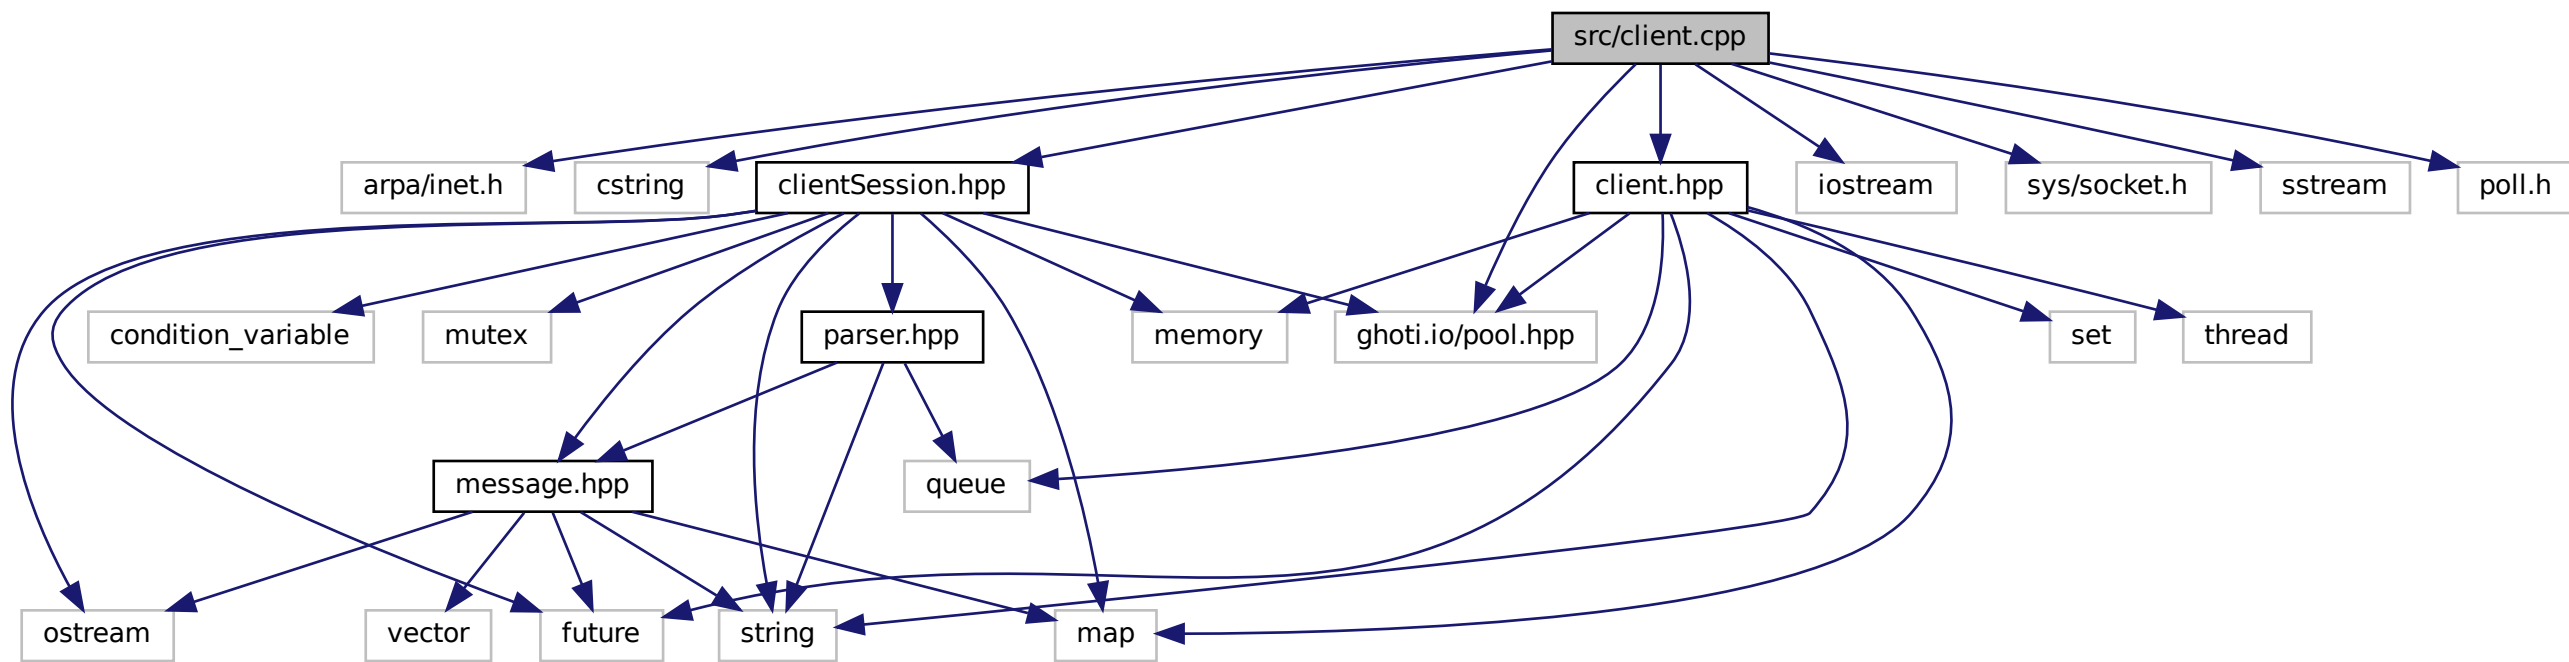 src/client.cpp
arpa/inet.h
cstring
clientSession.hpp
client.hpp
iostream
sys/socket.h
sstream
poll.h
condition_variable
mutex
parser.hpp
memory
ghoti.io/pool.hpp
set
thread
message.hpp
queue
ostream
vector
future
string
map